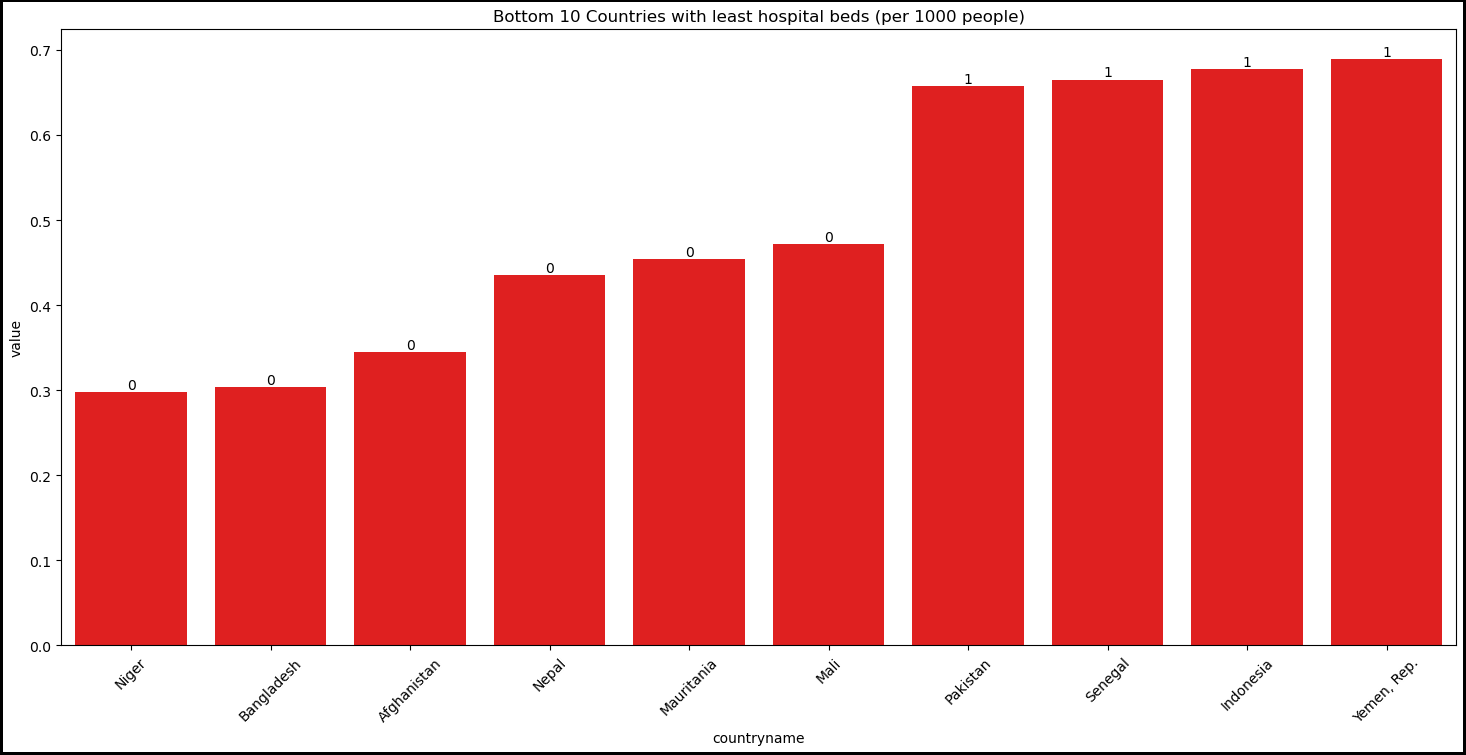 Bottom 10 Countries with least hospital beds (per 1000 people)
0.7
0.6
0.5
0.4
0.3
0.2
0.1
0.0
value
0
0
0
0
0
0
1
1
1
1
Niger
Bangladesh
Afghanistan
Nepal
Mauritania
Mali
Pakistan
Senegal
Indonesia
Yemen, Rep.
countryname